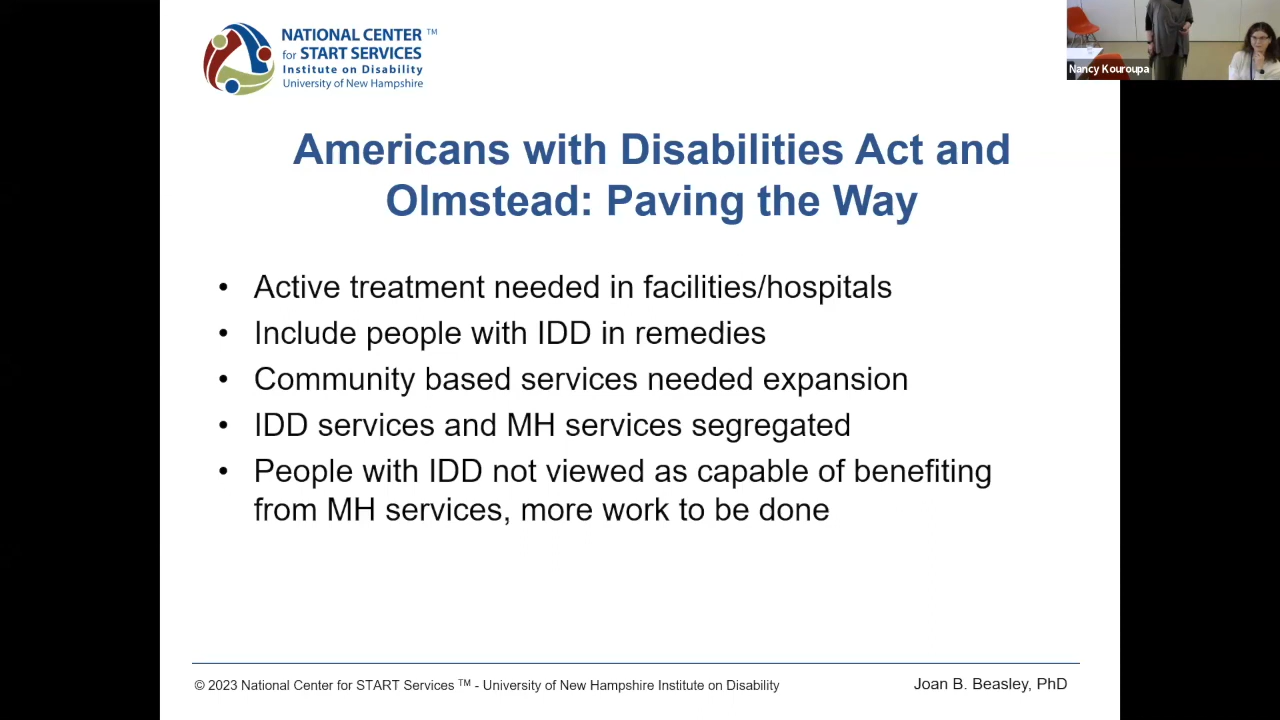 NATIONAL CENTER ™
for START SERVICES
Institute on Disability
University of New Hampshire
Nancy Kouroupa
Americans with Disabilities Act and
Olmstead: Paving the Way
• Active treatment needed in facilities/hospitals
• Include people with IDD in remedies
• Community based services needed expansion
• IDD services and MH services segregated
• People with IDD not viewed as capable of benefiting
from MH services, more work to be done
© 2023 National Center for START Services ™ - University of New Hampshire Institute on Disability
Joan B. Beasley, PhD